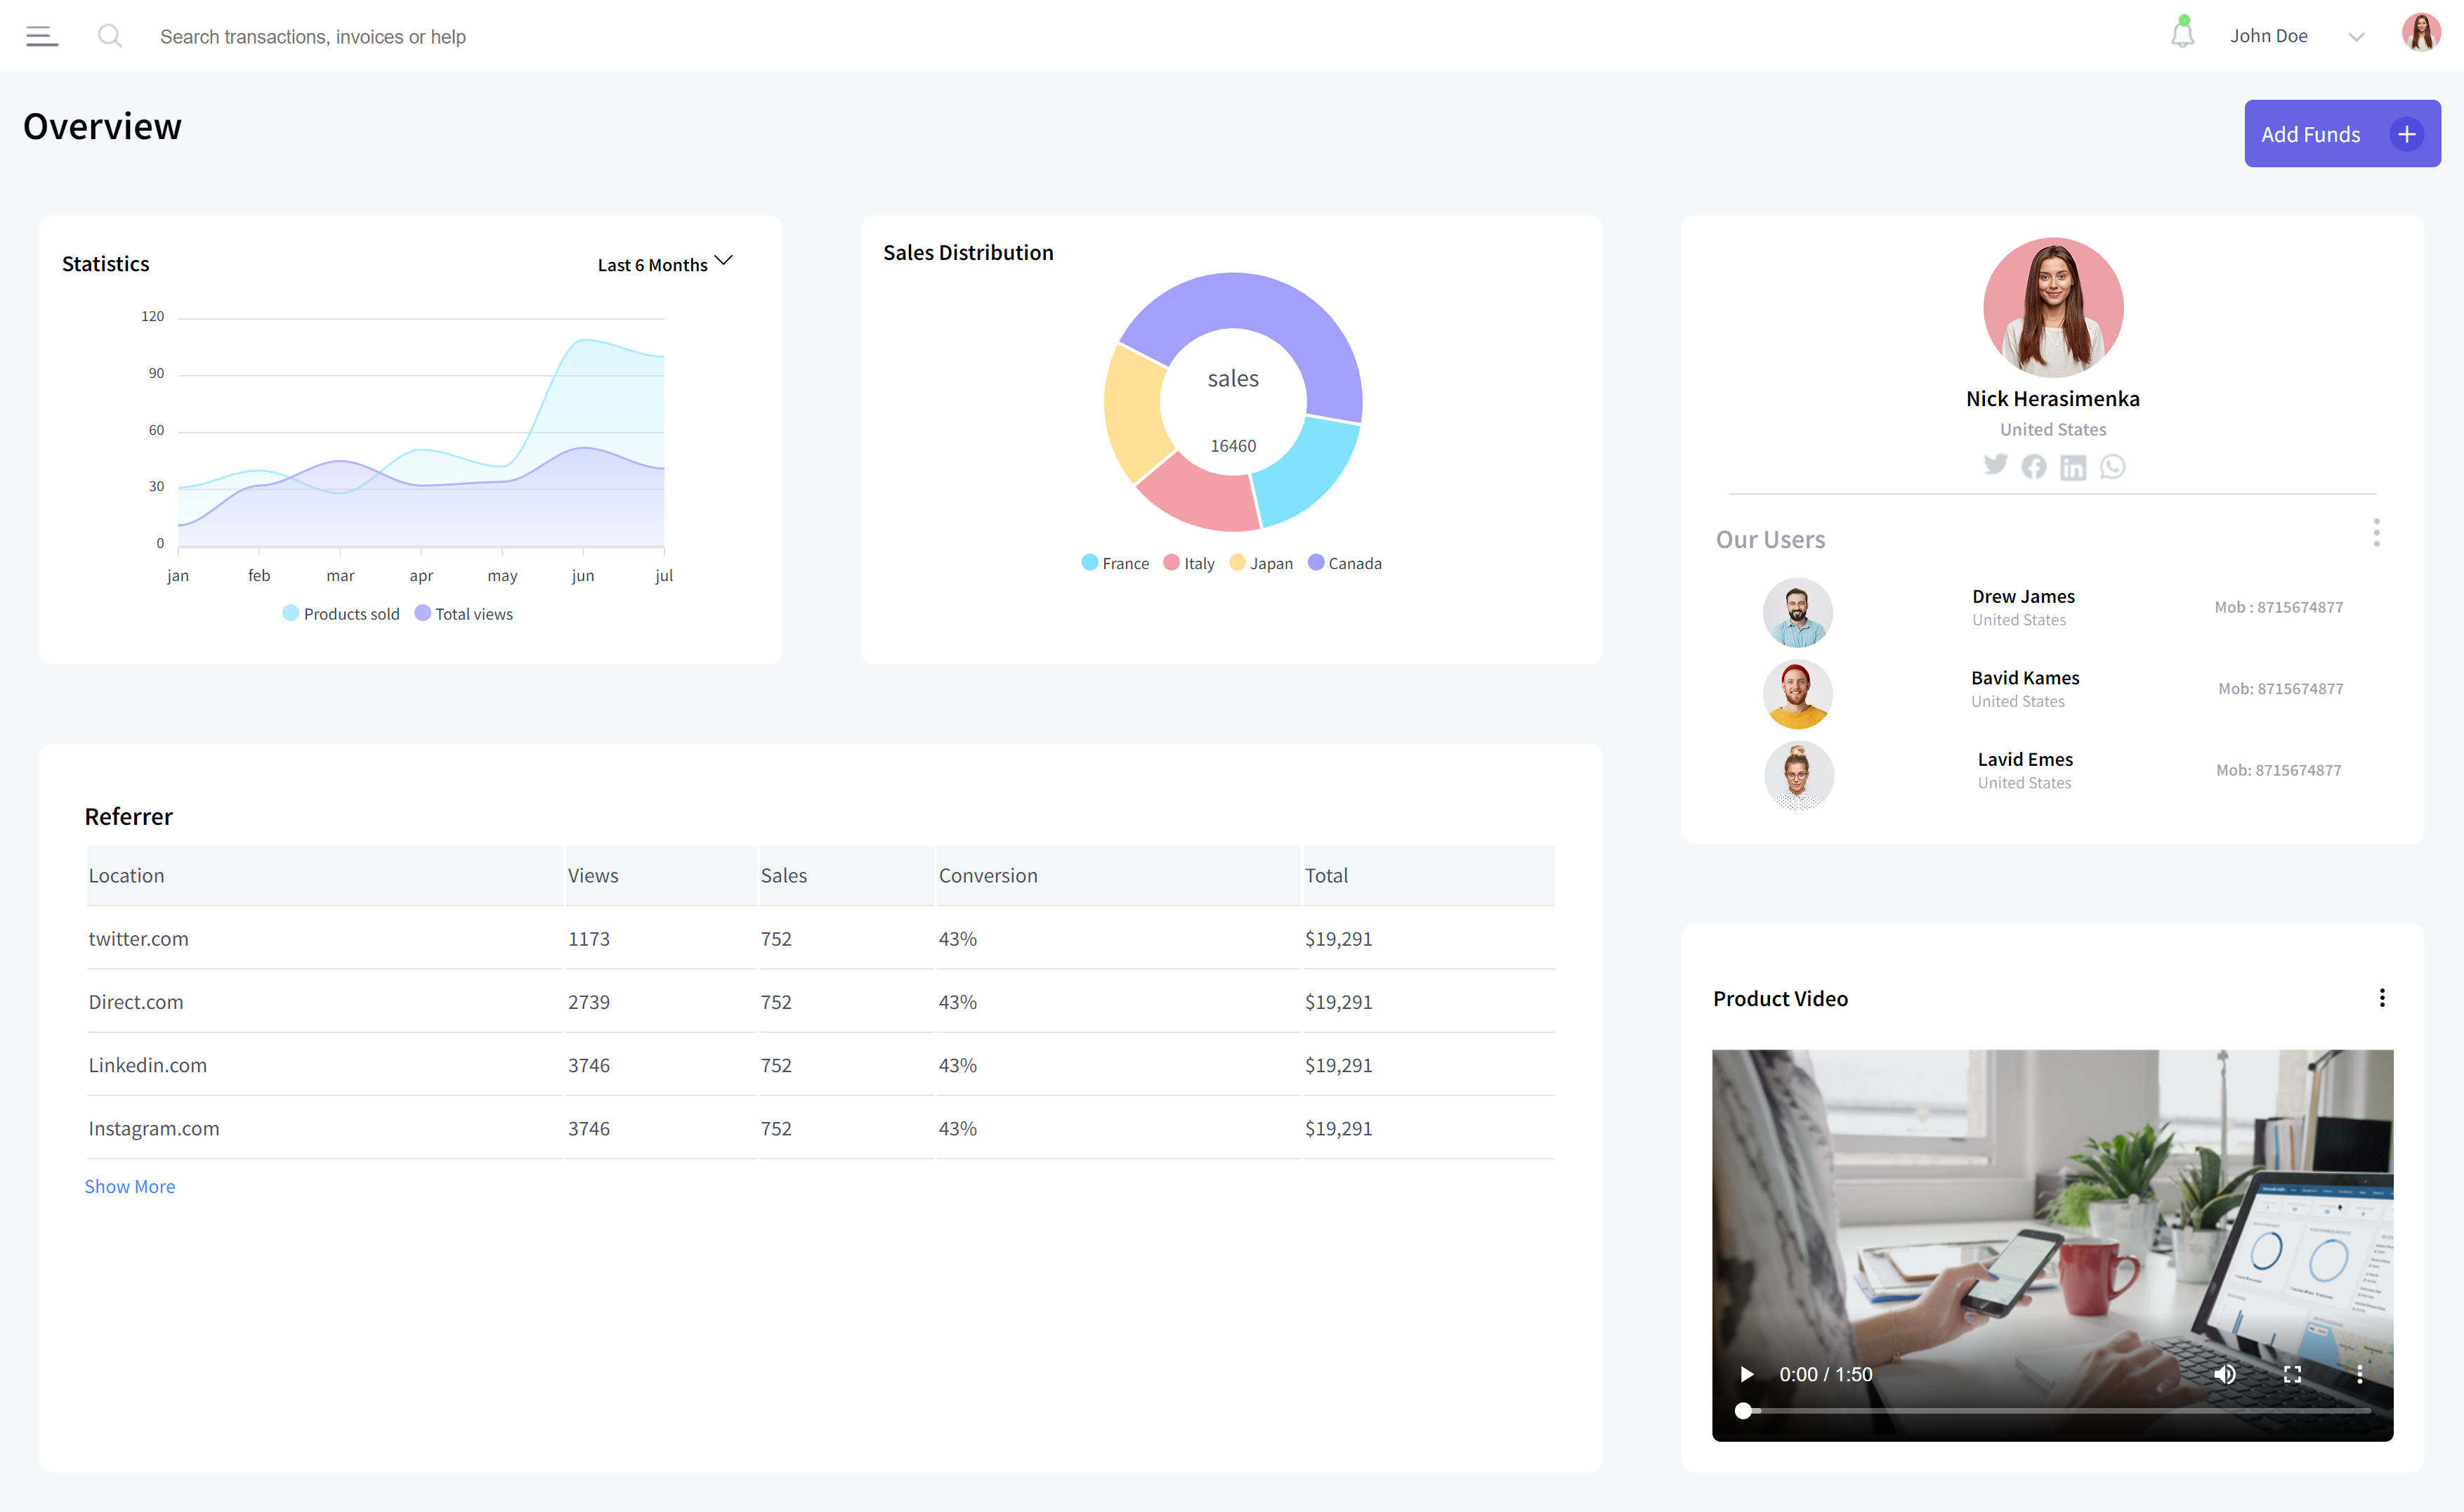 Search transactions, invoices or help
John Doe
Overview
Add Funds
Statistics
Last 6 Months
120
90
60
30
0
jan feb mar apr may jun jul
Products sold Total views
Sales Distribution
sales
16460
France Italy Japan Canada
Nick Herasimenka
United States
Our Users
Drew James
United States
Mob : 8715674877
Bavid Kames
United States
Mob: 8715674877
Lavid Emes
United States
Mob: 8715674877
Referrer
Location Views Sales Conversion Total
twitter.com 1173 752 43% $19,291
Direct.com 2739 752 43% $19,291
Linkedin.com 3746 752 43% $19,291
Instagram.com 3746 752 43% $19,291
Show More
Product Video
0:00 / 1:50